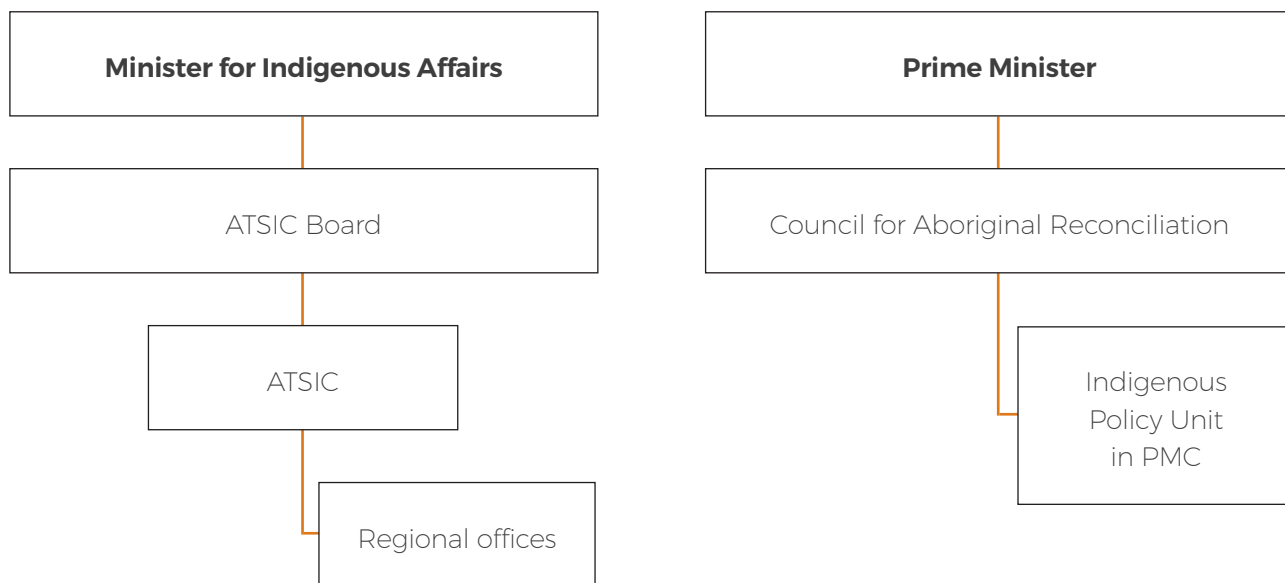 Minister for Indigenous Affairs
ATSIC Board
ATSIC
Regional offices
Prime Minister
Council for Aboriginal Reconciliation
Indigenous
Policy Unit
in PMC